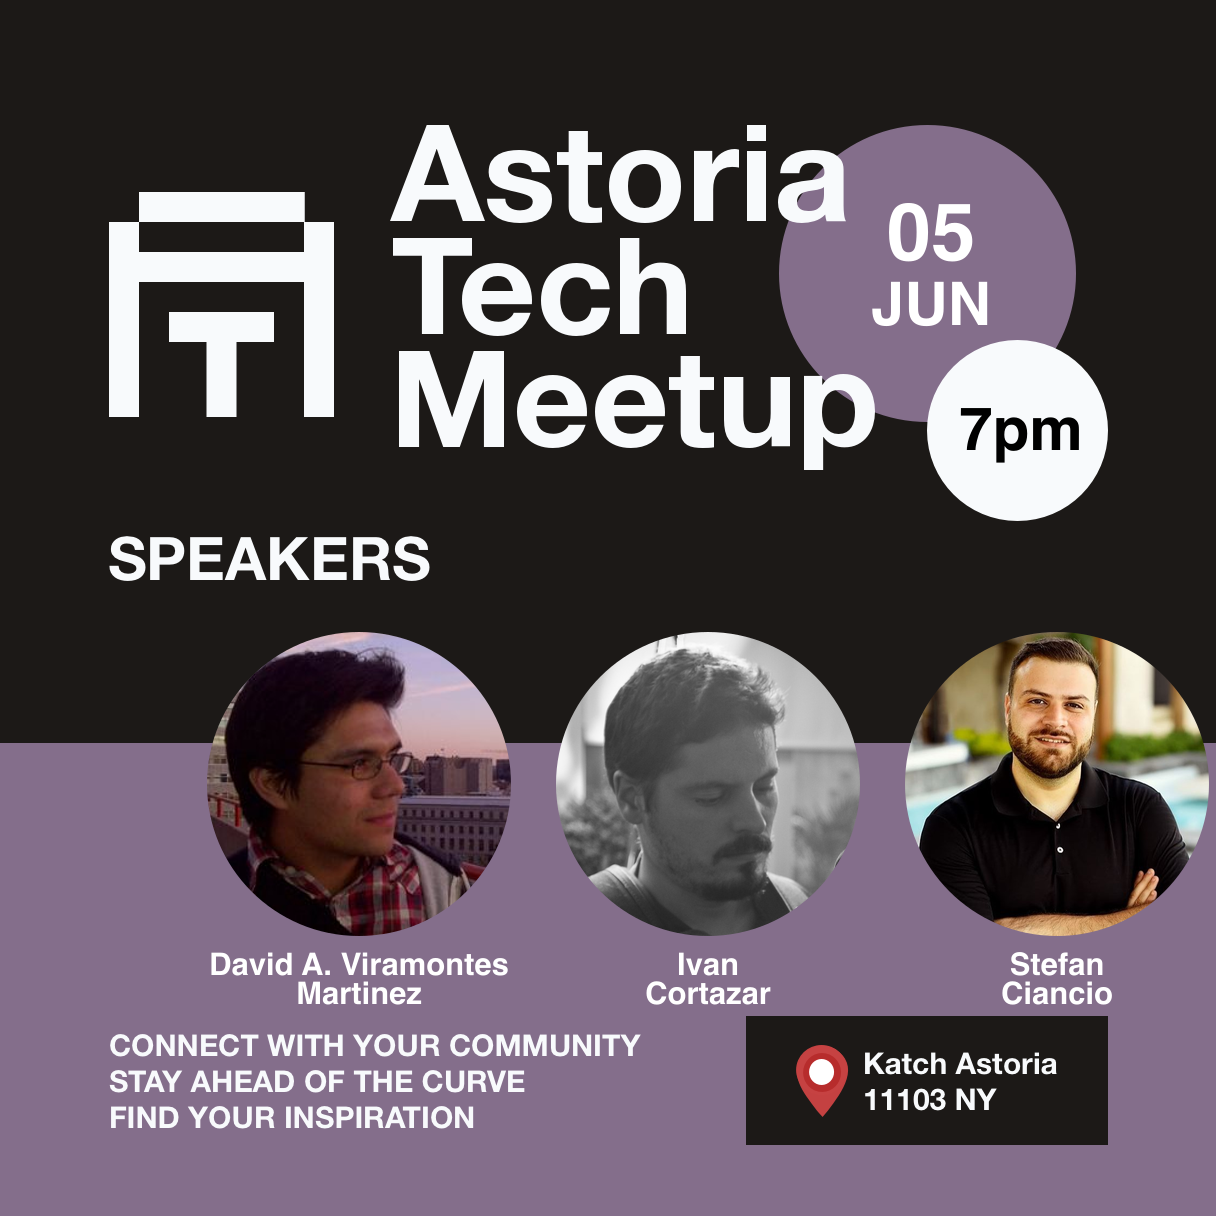 Astoria
Tech
Meetup
05
JUN
7pm
SPEAKERS
David A. Viramontes
Martinez
Ivan
Cortazar
Stefan
Ciancio
CONNECT WITH YOUR COMMUNITY
STAY AHEAD OF THE CURVE
FIND YOUR INSPIRATION
Katch Astoria
11103 NY